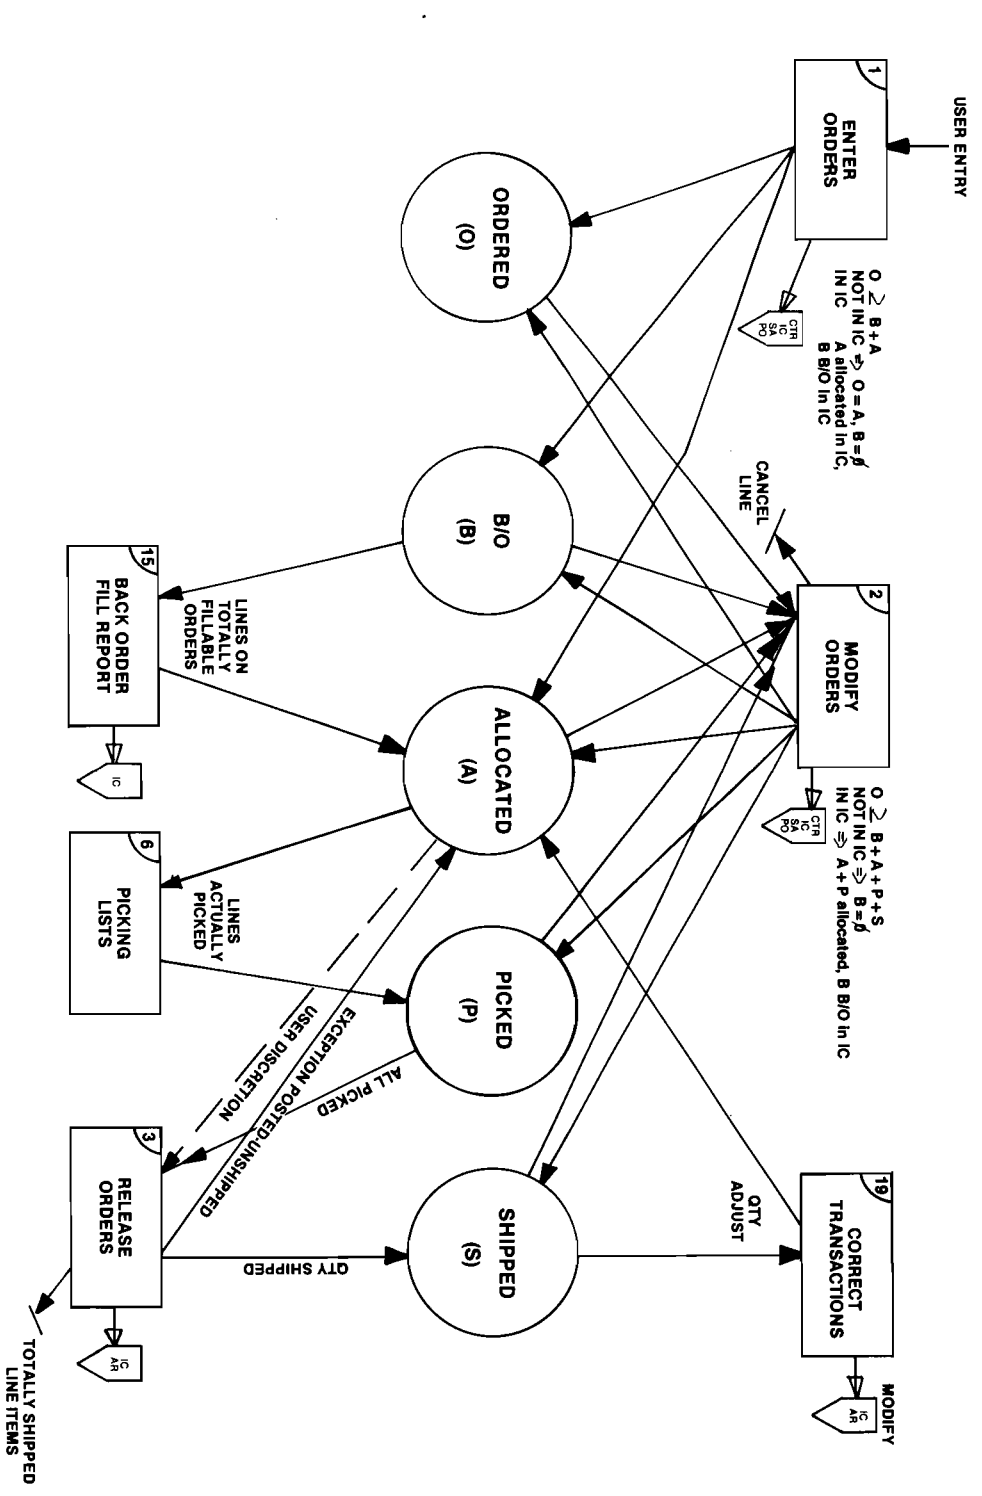 USER ENTRY
1
ENTER
ORDERS
CTR
IC
SA
PO
O ≥ B + A
NOT IN IC => O = A, B = ø
IN IC A allocated in IC,
B B/O in IC
CANCEL
LINE
2
MODIFY
ORDERS
CTR
IC
SA
PO
O ≥ B + A + P + S
NOT IN IC => B = ø
IN IC => A + P allocated, B B/O in IC
19
CORRECT
TRANSACTIONS
MODIFY
IC
AR
QTY
ADJUST
ORDERED
(O)
B/O
(B)
ALLOCATED
(A)
PICKED
(P)
SHIPPED
(S)
LINES ON
TOTALLY
FILLABLE
ORDERS
LINES
ACTUALLY
PICKED
USER DISCRETION
EXCEPTION POSTED-UNSHIPPED
ALL PICKED
QTY SHIPPED
15
BACK ORDER
FILL REPORT
IC
6
PICKING
LISTS
3
RELEASE
ORDERS
IC
AR
TOTALLY SHIPPED
LINE ITEMS